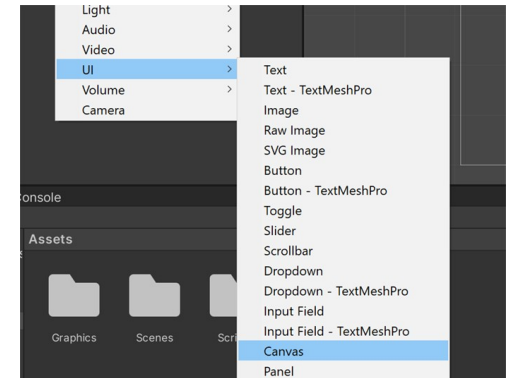 Light
Audio
Video
UI
Volume
Camera
Text
Text - TextMeshPro
Image
Raw Image
SVG Image
Button
Button - TextMeshPro
Toggle
Slider
Scrollbar
Dropdown
Dropdown - TextMeshPro
Input Field
Input Field - TextMeshPro
Canvas
Panel
Console
Assets
Graphics
Scenes
Scri